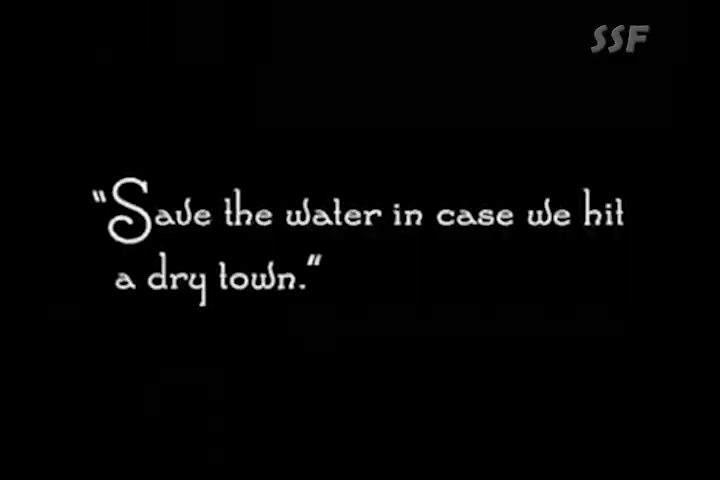 SSF
"Save the water in case we hit
a dry town."